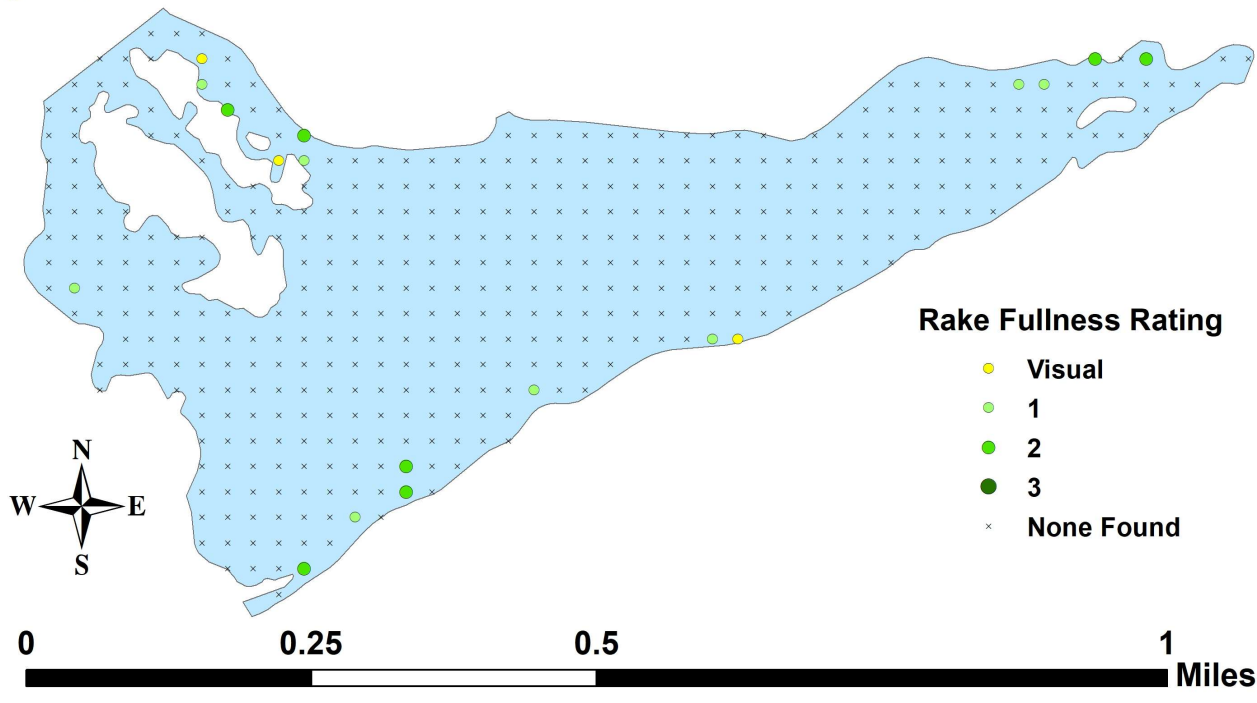 Rake Fullness Rating
Visual
1
2
3
None Found
N
W E
S
0 0.25 0.5 1
Miles